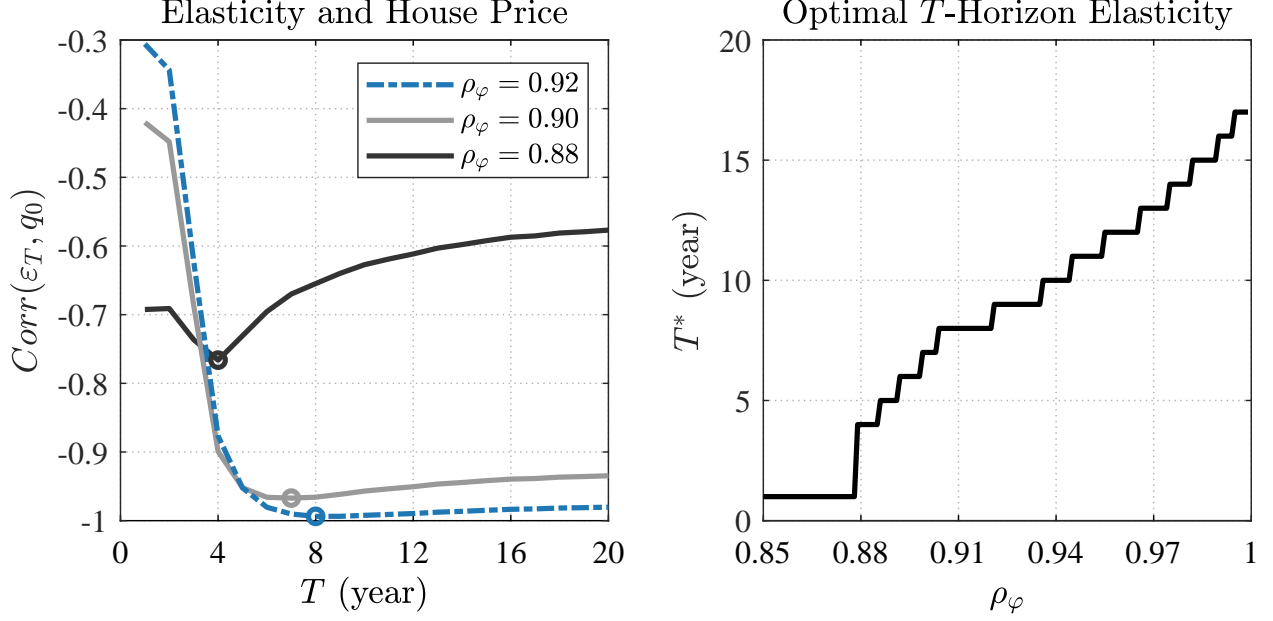 Elasticity and House Price
-0.3
-0.4
-0.5
-0.6
-0.7
-0.8
-0.9
-1
Corr(ε_T, q_0)
ρ_φ = 0.92
ρ_φ = 0.90
ρ_φ = 0.88
0 4 8 12 16 20
T (year)
Optimal T-Horizon Elasticity
20
15
10
5
0
T* (year)
0.85 0.88 0.91 0.94 0.97 1
ρ_φ